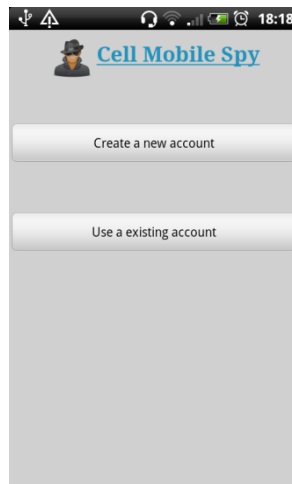 18:18
Cell Mobile Spy
Create a new account
Use a existing account